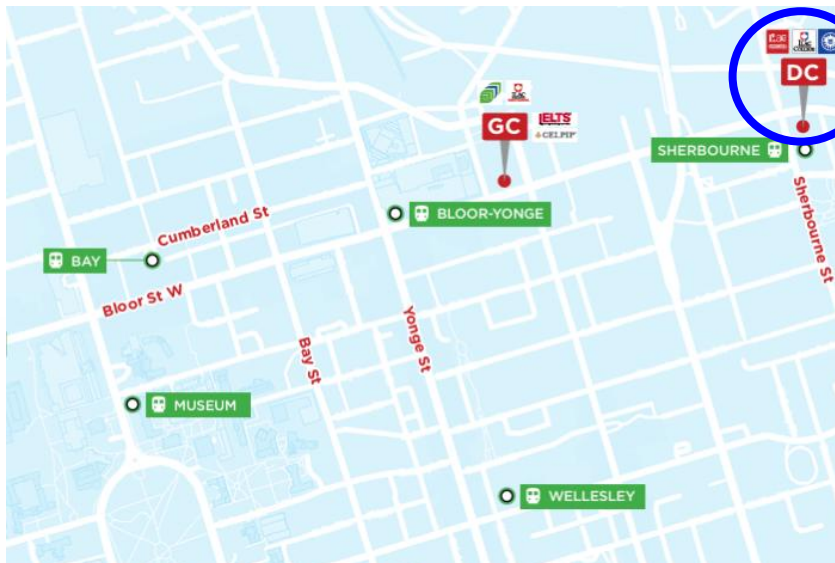 DC
GC
IELTS
CELPIP
SHERBOURNE
Sherbourne St
BLOOR-YONGE
Cumberland St
BAY
Bloor St W
Yonge St
Bay St
MUSEUM
WELLESLEY